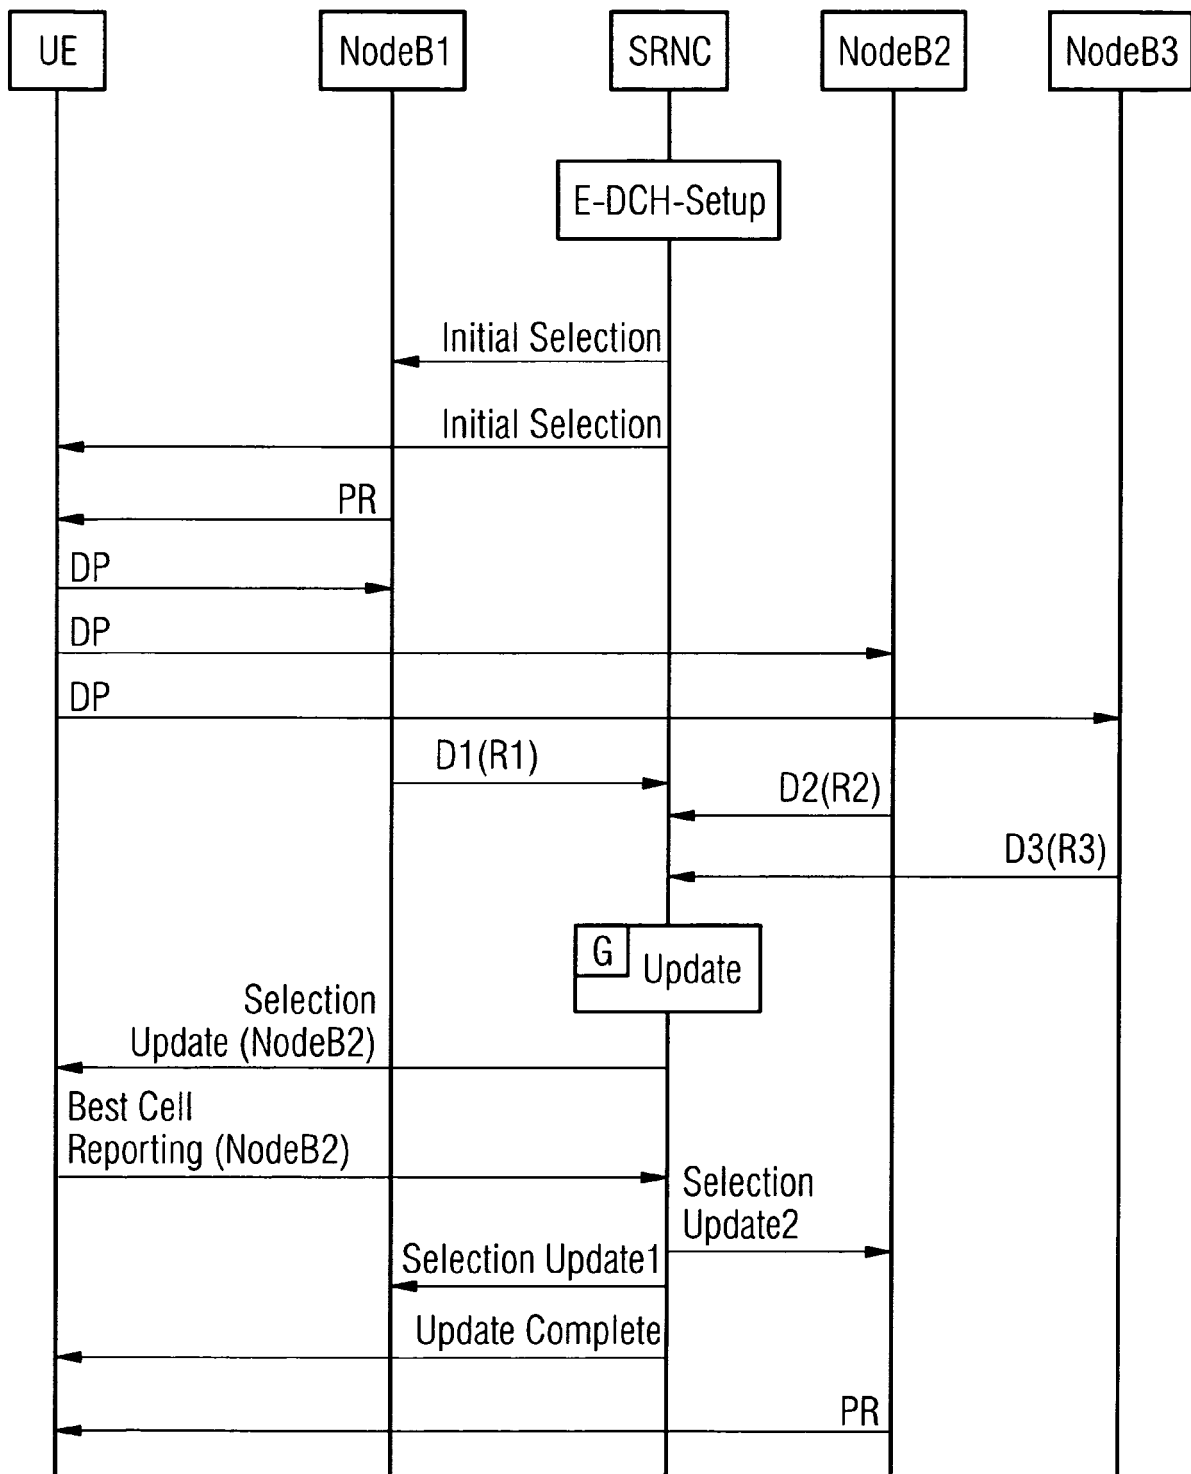 UE
NodeB1
SRNC
NodeB2
NodeB3
E-DCH-Setup
Initial Selection
Initial Selection
PR
DP
DP
DP
D1(R1)
D2(R2)
D3(R3)
G
Update
Selection
Update (NodeB2)
Best Cell
Reporting (NodeB2)
Selection
Update2
Selection Update1
Update Complete
PR